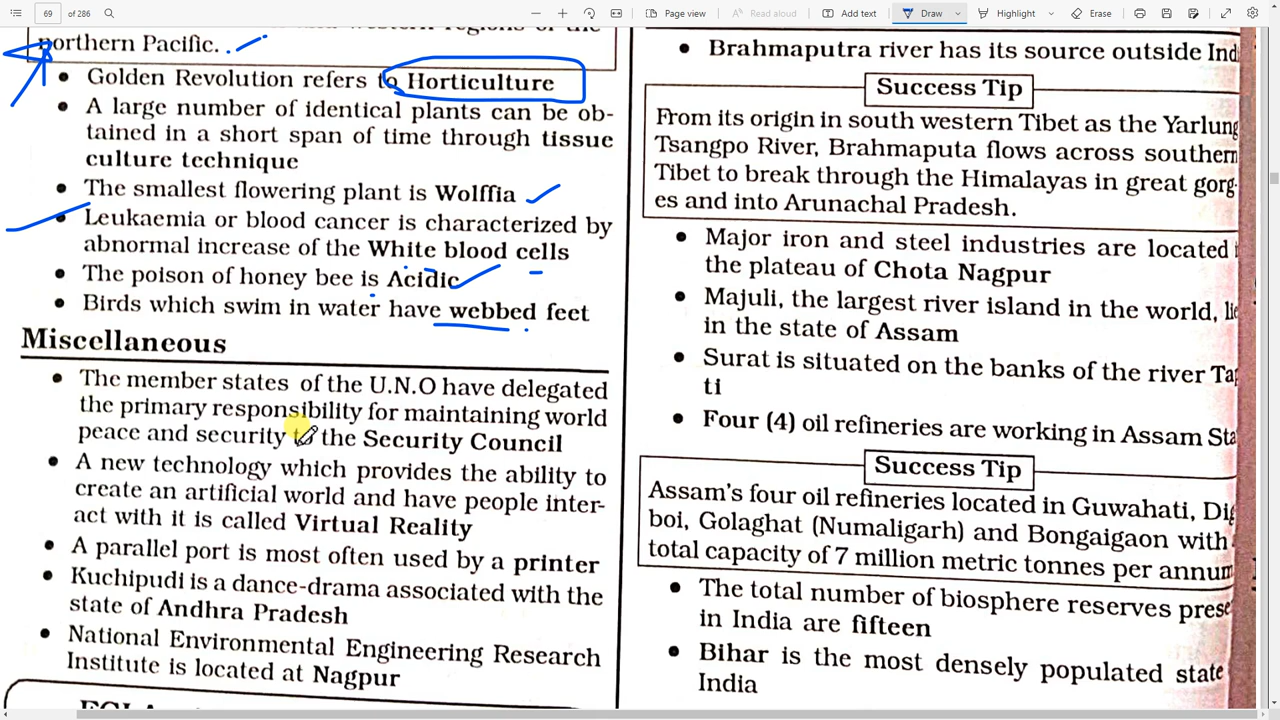 69 of 286
Page view
Read aloud
Add text
Draw
Highlight
Erase
northern Pacific.
• Golden Revolution refers to Horticulture
• A large number of identical plants can be ob-
tained in a short span of time through tissue
culture technique
• The smallest flowering plant is Wolffia
• Leukaemia or blood cancer is characterized by
abnormal increase of the White blood cells
• The poison of honey bee is Acidic
• Birds which swim in water have webbed feet
Miscellaneous
• The member states of the U.N.O have delegated
the primary responsibility for maintaining world
peace and security to the Security Council
• A new technology which provides the ability to
create an artificial world and have people inter-
act with it is called Virtual Reality
• A parallel port is most often used by a printer
• Kuchipudi is a dance-drama associated with the
state of Andhra Pradesh
• National Environmental Engineering Research
Institute is located at Nagpur
• Brahmaputra river has its source outside Ind
Success Tip
From its origin in south western Tibet as the Yarlung
Tsangpo River, Brahmaputa flows across southern
Tibet to break through the Himalayas in great gorg-
es and into Arunachal Pradesh.
• Major iron and steel industries are located
the plateau of Chota Nagpur
• Majuli, the largest river island in the world, lie
in the state of Assam
• Surat is situated on the banks of the river Tap
ti
• Four (4) oil refineries are working in Assam Sta
Success Tip
Assam's four oil refineries located in Guwahati, Dig
boi, Golaghat (Numaligarh) and Bongaigaon with
total capacity of 7 million metric tonnes per annum
• The total number of biosphere reserves prese
in India are fifteen
• Bihar is the most densely populated state
India